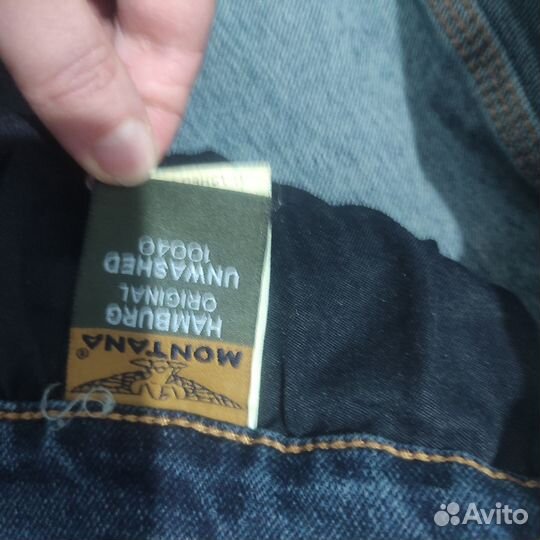 MONTANA®
HAMBURG
ORIGINAL
UNWASHED
10040
Avito